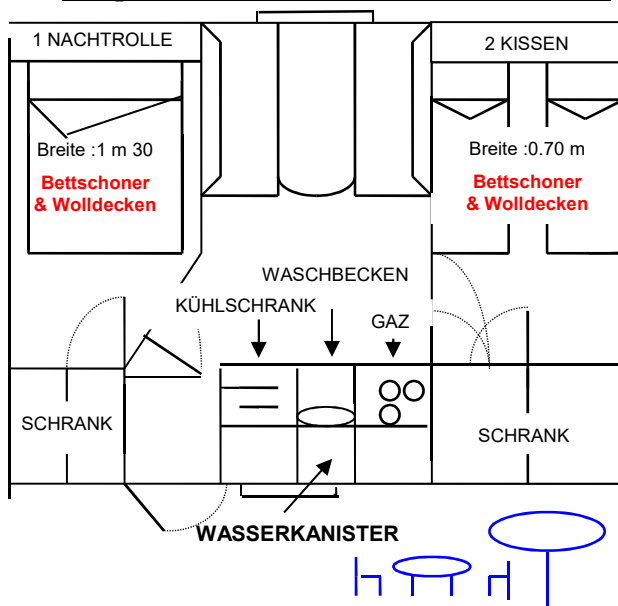 1 NACHTROLLE
2 KISSEN
Breite :1 m 30
Bettschoner
& Wolldecken
Breite :0.70 m
Bettschoner
& Wolldecken
WASCHBECKEN
KÜHLSCHRANK
GAZ
SCHRANK
SCHRANK
WASSERKANISTER